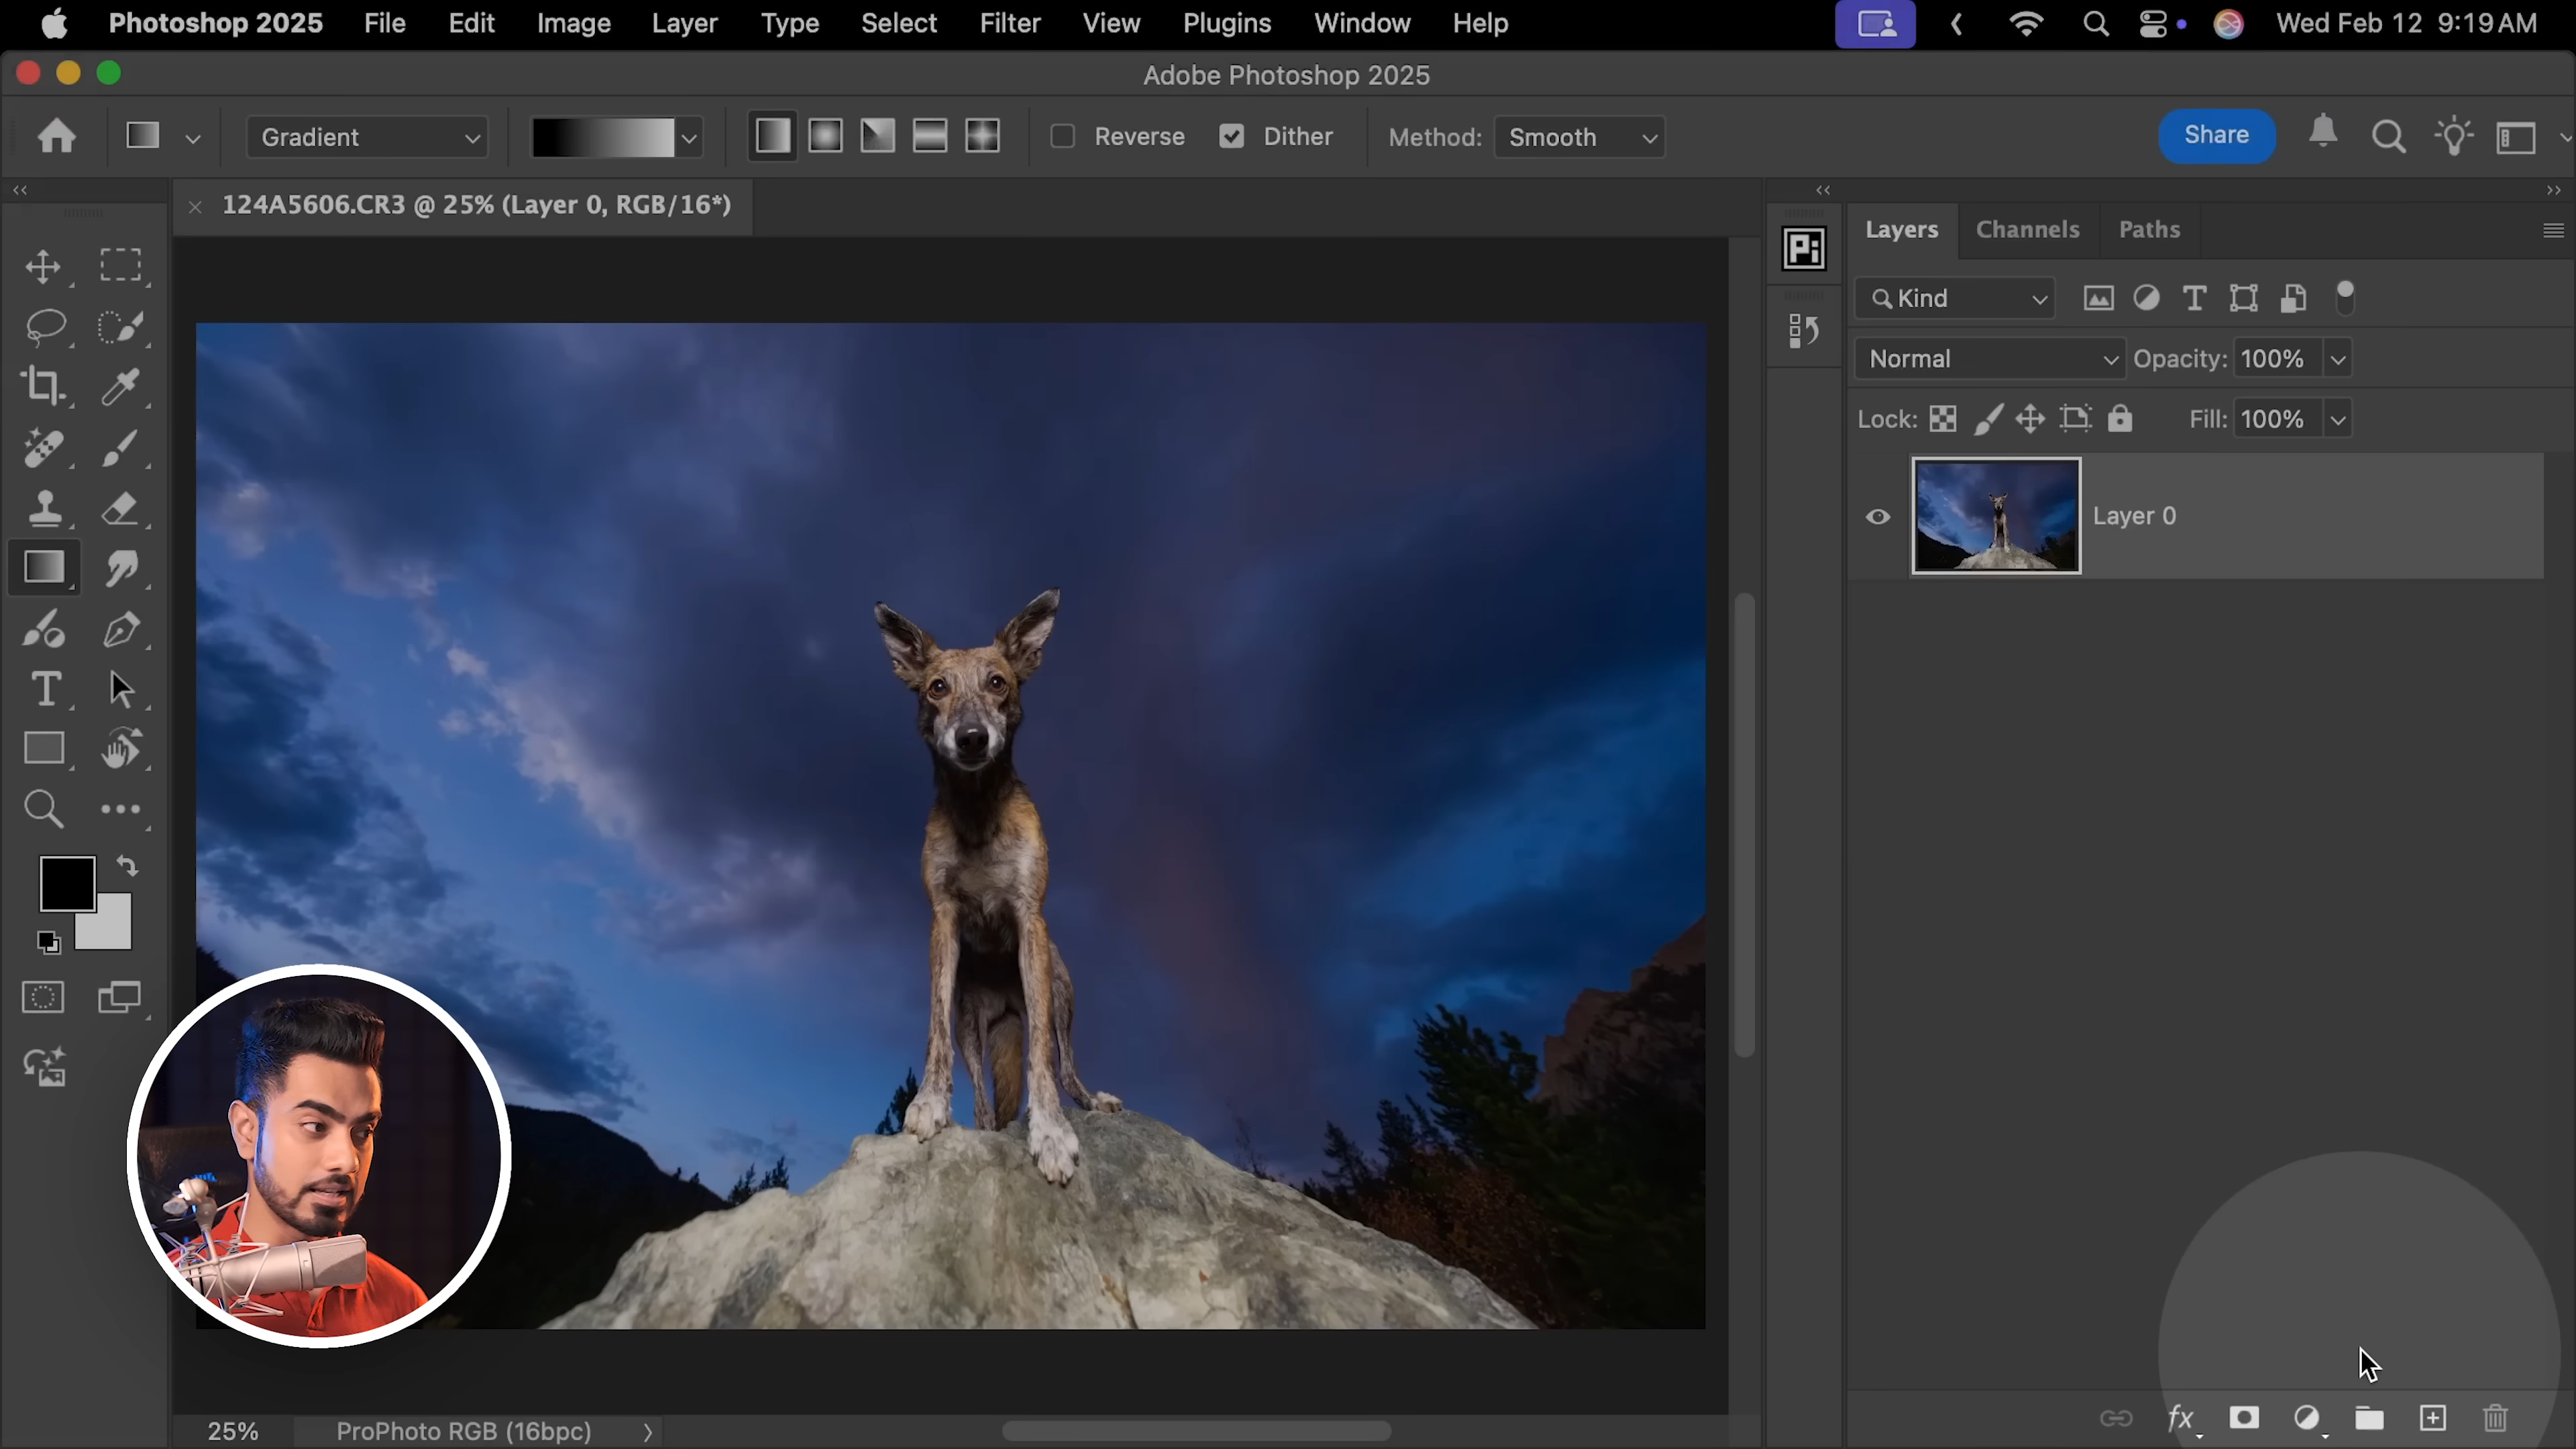 Photoshop 2025 File Edit Image Layer Type Select Filter View Plugins Window Help Wed Feb 12 9:19 AM
Adobe Photoshop 2025
Gradient Reverse Dither Method: Smooth Share
124A5606.CR3 @ 25% (Layer 0, RGB/16*)
Layers Channels Paths
Pi
Kind
Normal Opacity: 100%
Lock: Fill: 100%
Layer 0
25% ProPhoto RGB (16bpc)
fx